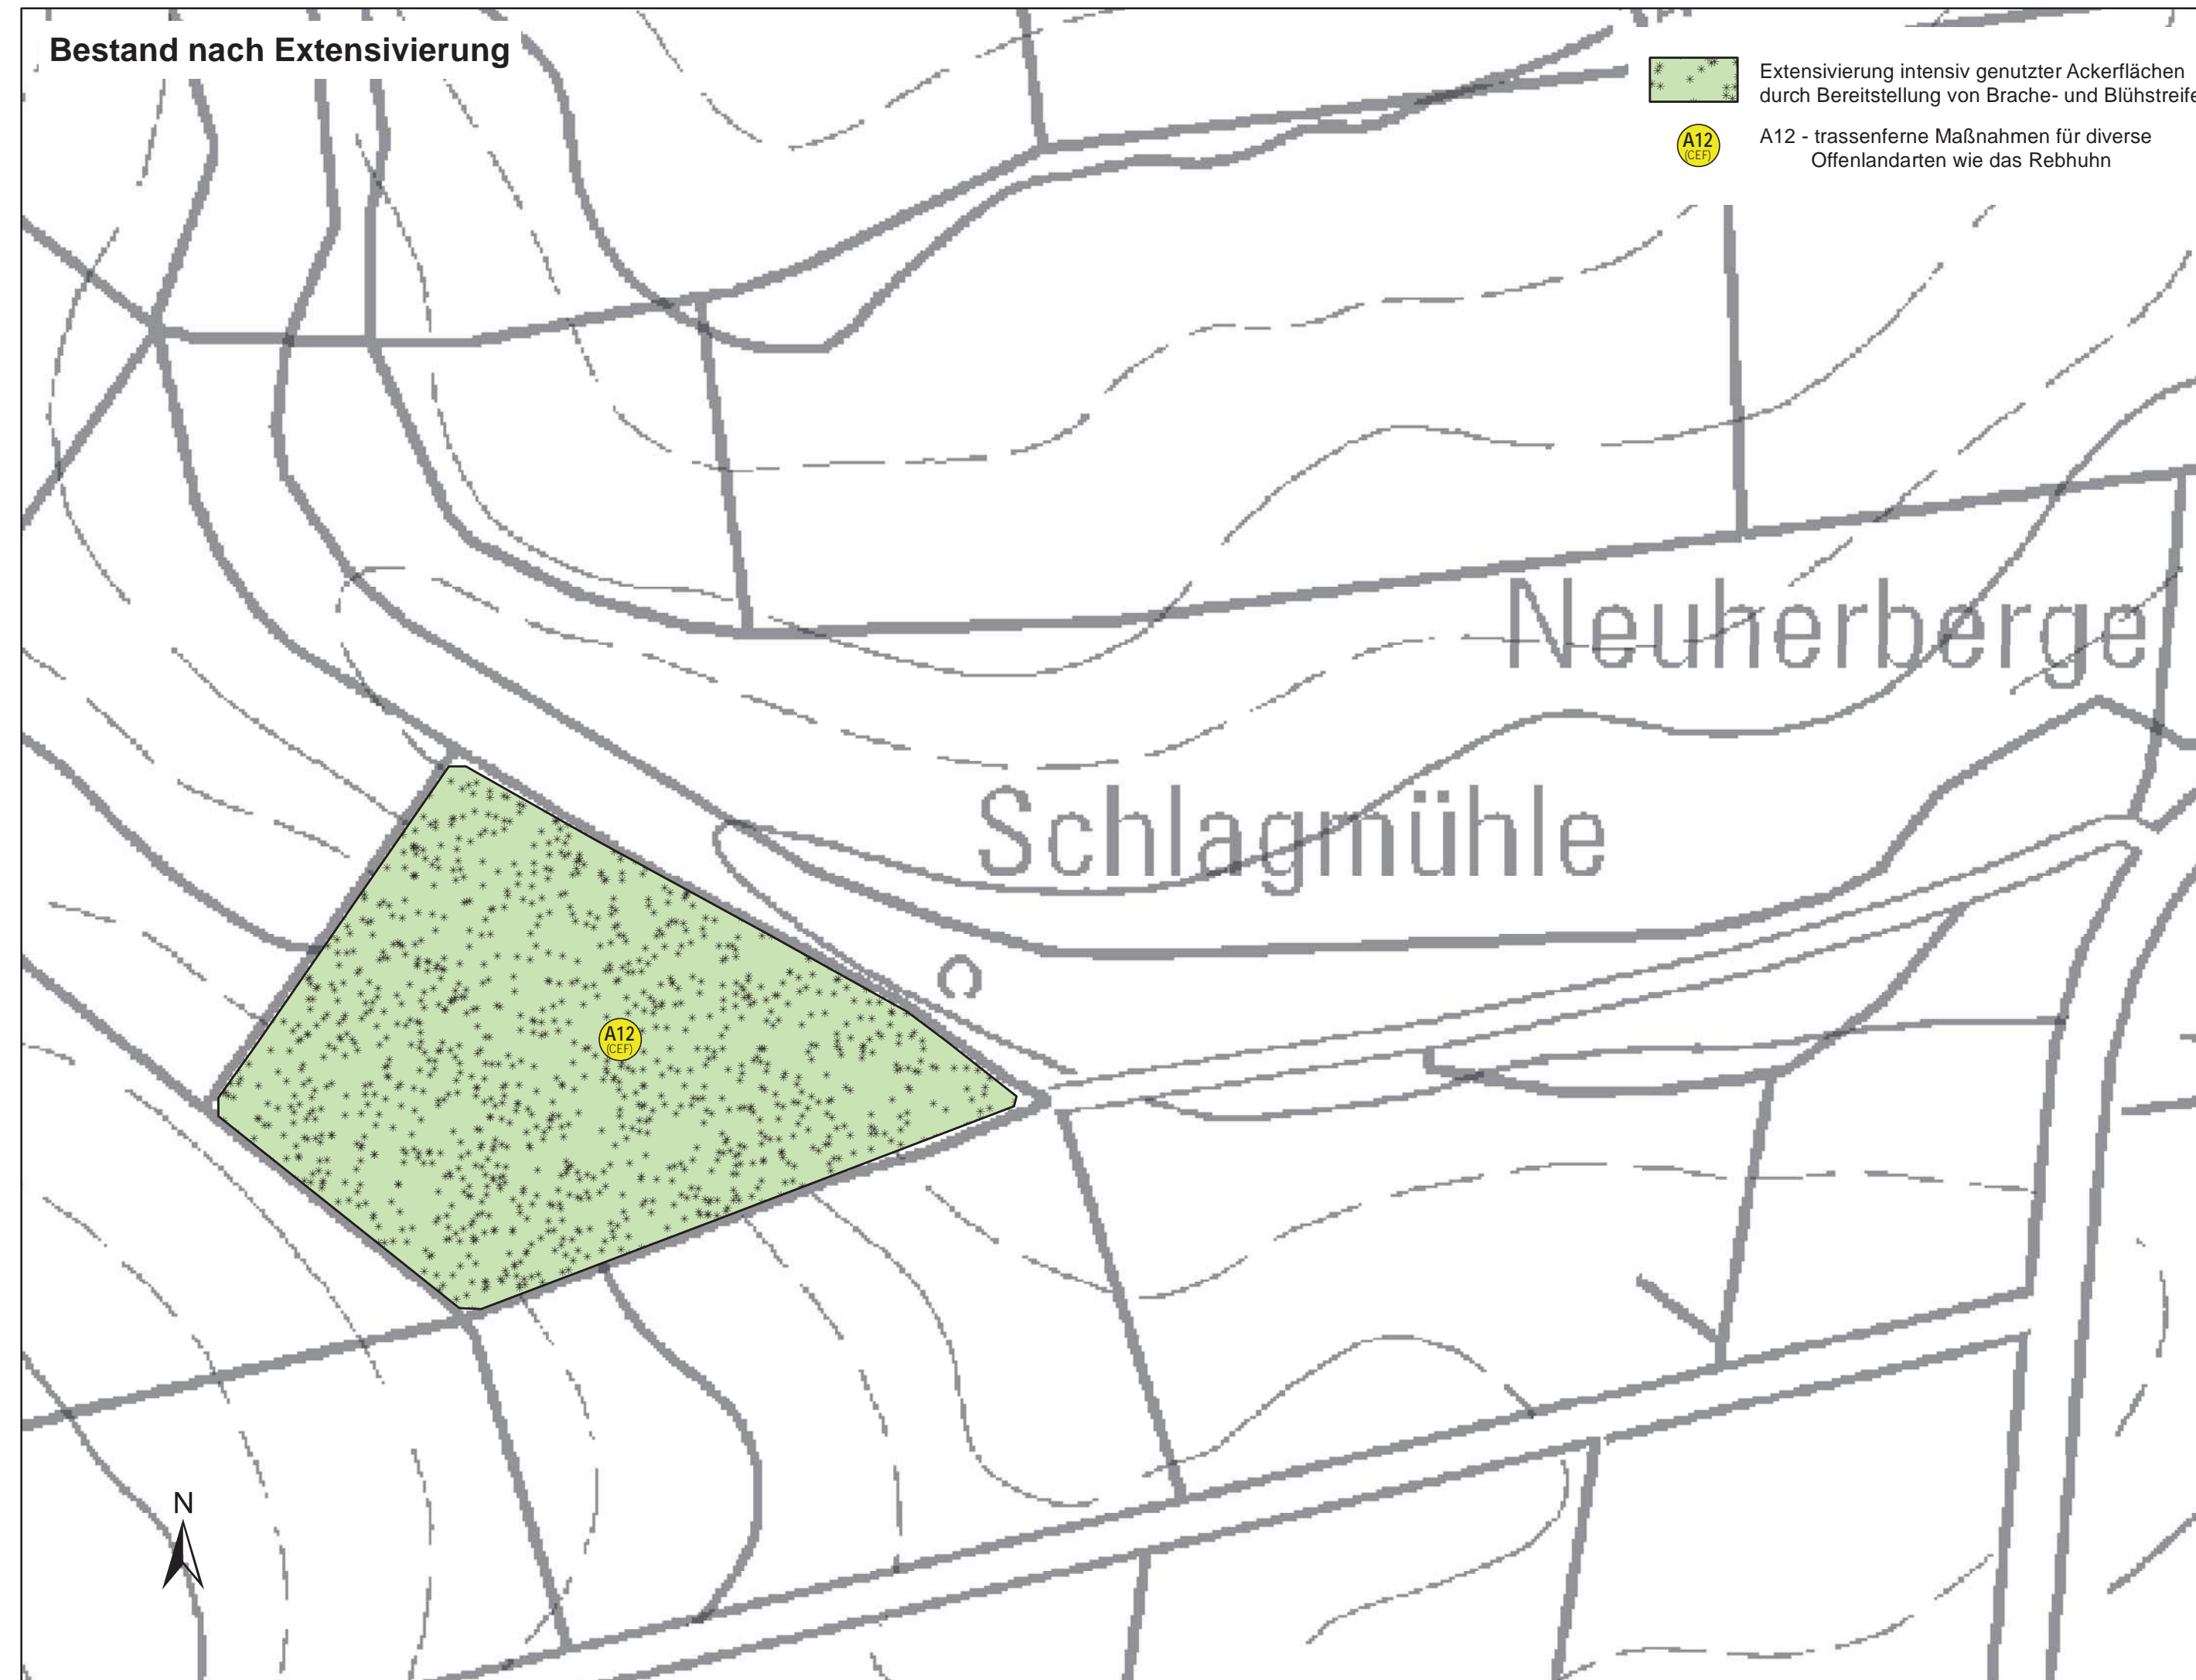 Bestand nach Extensivierung
Extensivierung intensiv genutzter Ackerflächen
durch Bereitstellung von Brache- und Blühstreife
A12
(CEF)
A12 - trassenferne Maßnahmen für diverse
Offenlandarten wie das Rebhuhn
Neuherberge
Schlagmühle
A12
(CEF)
N